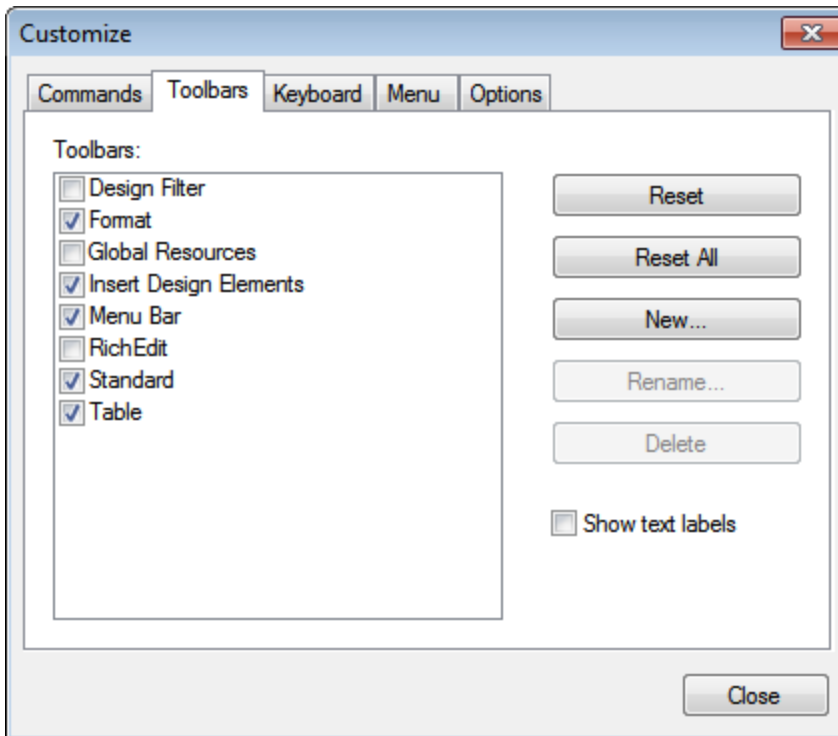 Customize
Commands Toolbars Keyboard Menu Options
Toolbars:
Design Filter
Format
Global Resources
Insert Design Elements
Menu Bar
RichEdit
Standard
Table
Reset
Reset All
New...
Rename...
Delete
Show text labels
Close